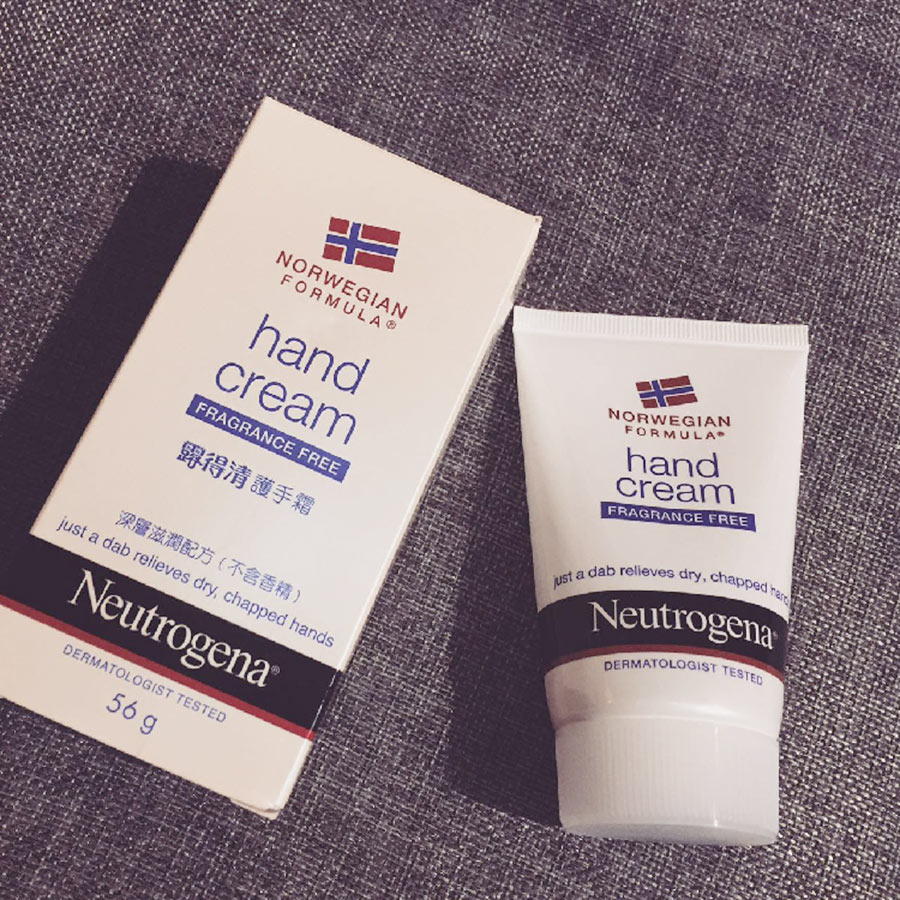 NORWEGIAN
FORMULA®
hand
cream
FRAGRANCE FREE
露得清護手霜
深層滋潤配方(不含香精)
just a dab relieves dry, chapped hands
Neutrogena®
DERMATOLOGIST TESTED
56 g
NORWEGIAN
FORMULA®
hand
cream
FRAGRANCE FREE
just a dab relieves dry, chapped hands
Neutrogena®
DERMATOLOGIST TESTED